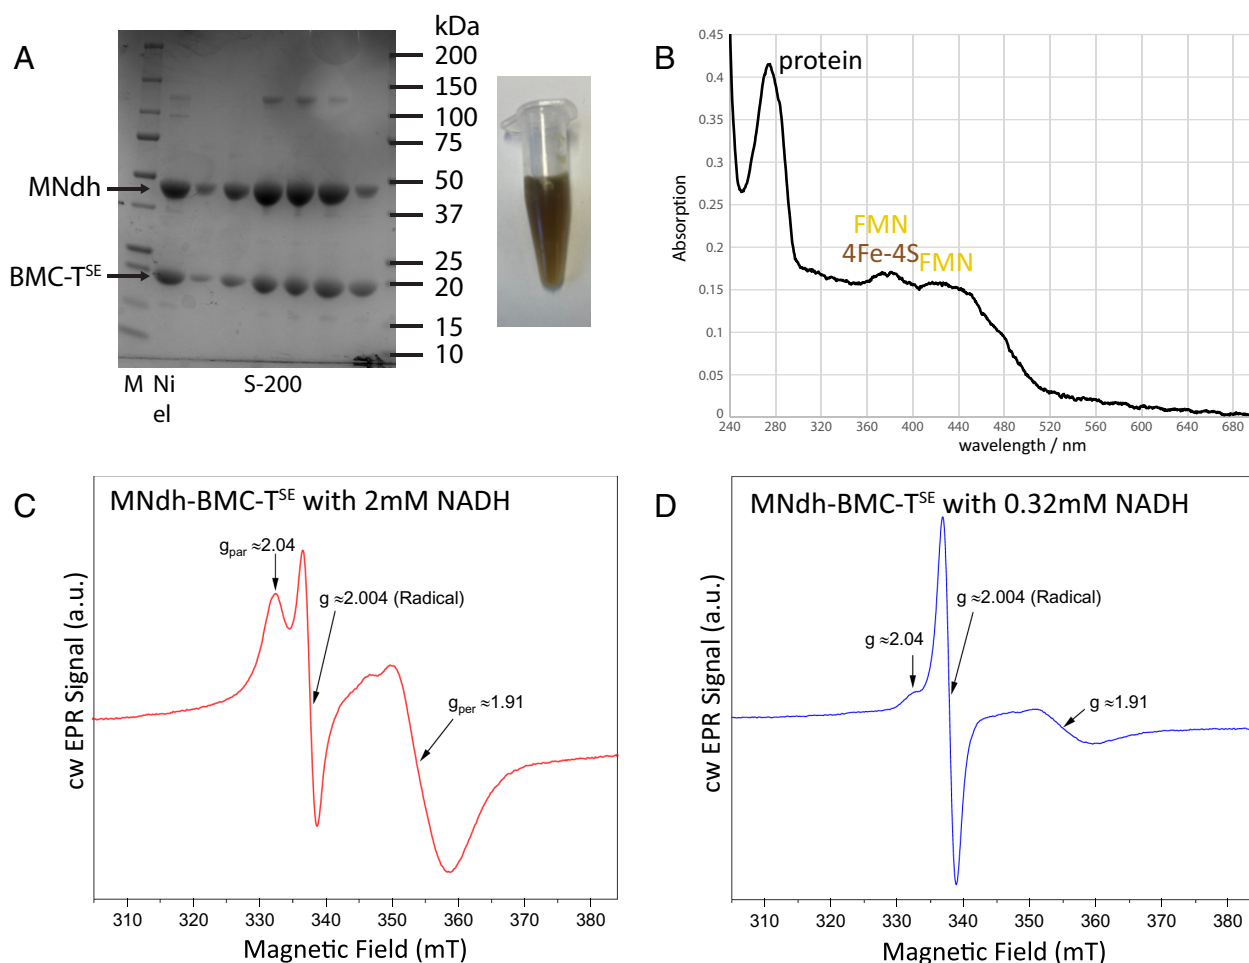 A
kDa
200
150
100
75
50
37
25
20
15
10
MNdh
BMC-T^SE
M Ni S-200
el
B
0.45
0.4
0.35
0.3
0.25
0.2
0.15
0.1
0.05
0
Absorption
protein
FMN
4Fe-4S
FMN
240 280 320 360 400 440 480 520 560 600 640 680
wavelength / nm
C
MNdh-BMC-T^SE with 2mM NADH
g_par ≈2.04
g ≈2.004 (Radical)
g_per ≈1.91
cw EPR Signal (a.u.)
310 320 330 340 350 360 370 380
Magnetic Field (mT)
D
MNdh-BMC-T^SE with 0.32mM NADH
g ≈2.04
g ≈2.004 (Radical)
g ≈1.91
cw EPR Signal (a.u.)
310 320 330 340 350 360 370 380
Magnetic Field (mT)